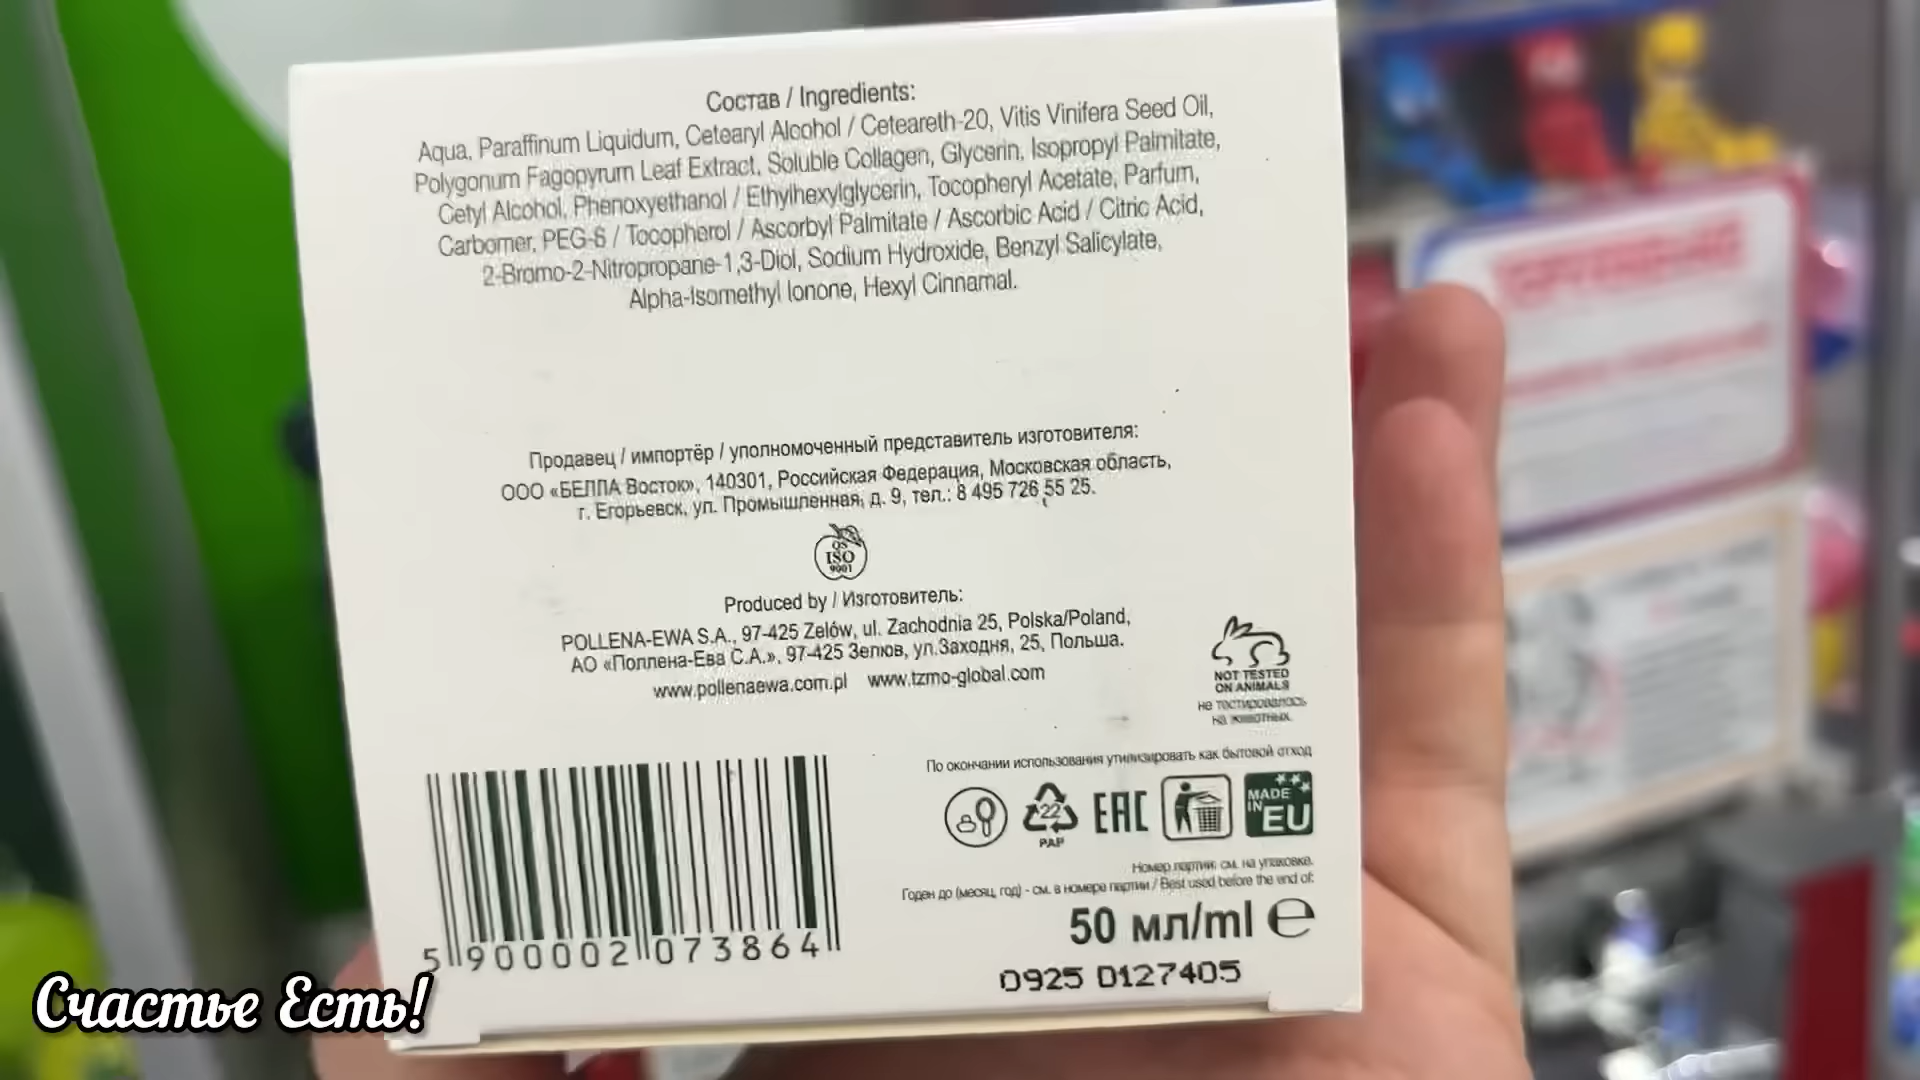 Состав / Ingredients:
Aqua, Paraffinum Liquidum, Cetearyl Alcohol / Ceteareth-20, Vitis Vinifera Seed Oil,
Polygonum Fagopyrum Leaf Extract, Soluble Collagen, Glycerin, Isopropyl Palmitate,
Cetyl Alcohol, Phenoxyethanol / Ethylhexylglycerin, Tocopheryl Acetate, Parfum,
Carbomer, PEG-8 / Tocopherol / Ascorbyl Palmitate / Ascorbic Acid / Citric Acid,
2-Bromo-2-Nitropropane-1,3-Diol, Sodium Hydroxide, Benzyl Salicylate,
Alpha-Isomethyl Ionone, Hexyl Cinnamal.
Продавец / импортёр / уполномоченный представитель изготовителя:
ООО «БЕЛЛА Восток», 140301, Российская Федерация, Московская область,
г. Егорьевск, ул. Промышленная, д. 9, тел.: 8 495 726 55 25.
QS
ISO
9001
Produced by / Изготовитель:
POLLENA-EWA S.A., 97-425 Zelów, ul. Zachodnia 25, Polska/Poland,
АО «Поллена-Ева С.А.», 97-425 Зелюв, ул.Заходня, 25, Польша.
www.pollenaewa.com.pl www.tzmo-global.com
NOT TESTED
ON ANIMALS
не тестировалось
на животных
По окончании использования утилизировать как бытовой отход
22
PAP
EAC
MADE
IN
EU
Номер партии: см. на упаковке.
Годен до (месяц, год) - см. в номере партии / Best used before the end of:
50 мл/ml e
0925 0127405
5 900002 073864
Счастье Есть!